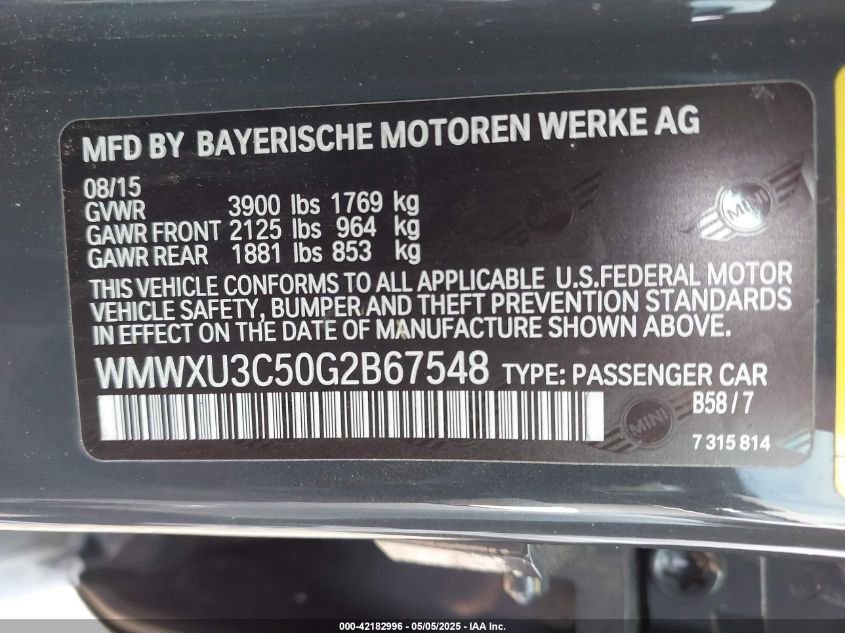 MFD BY BAYERISCHE MOTOREN WERKE AG
08/15
GVWR 3900 lbs 1769 kg
GAWR FRONT 2125 lbs 964 kg
GAWR REAR 1881 lbs 853 kg
MINI
THIS VEHICLE CONFORMS TO ALL APPLICABLE U.S.FEDERAL MOTOR
VEHICLE SAFETY, BUMPER AND THEFT PREVENTION STANDARDS
IN EFFECT ON THE DATE OF MANUFACTURE SHOWN ABOVE.
WMWXU3C50G2B67548 TYPE: PASSENGER CAR
MINI
B58 / 7
7 315 814
000-42182996 - 05/05/2025 - IAA Inc.